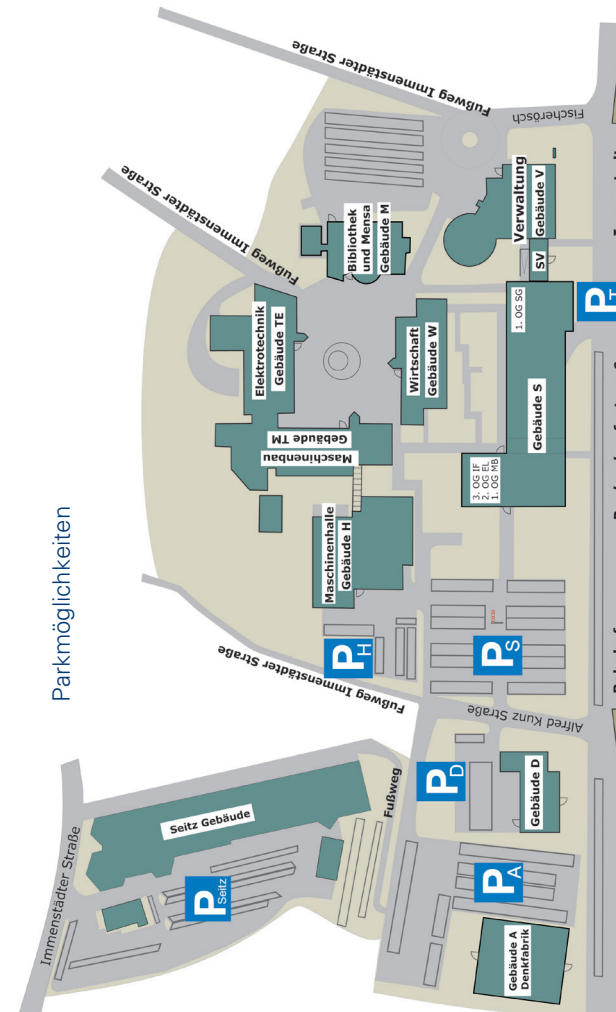 Parkmöglichkeiten
Fußweg Immenstädter Straße
Fischerösch
Fußweg Immenstädter
Straße
Bibliothek
und Mensa
Gebäude M
Verwaltung
Gebäude V
SV
Elektrotechnik
Gebäude TE
Wirtschaft
Gebäude W
1. OG SG
P T
Gebäude S
Maschinenbau
Gebäude TM
3. OG IF
2. OG EL
1. OG MB
Maschinenhalle
Gebäude H
P H
P S
Fußweg Immenstädter Straße
Alfred Kunz Straße
Immenstädter Straße
Seitz Gebäude
P Seitz
Fußweg
P D
Gebäude D
P A
Gebäude A
Denkfabrik